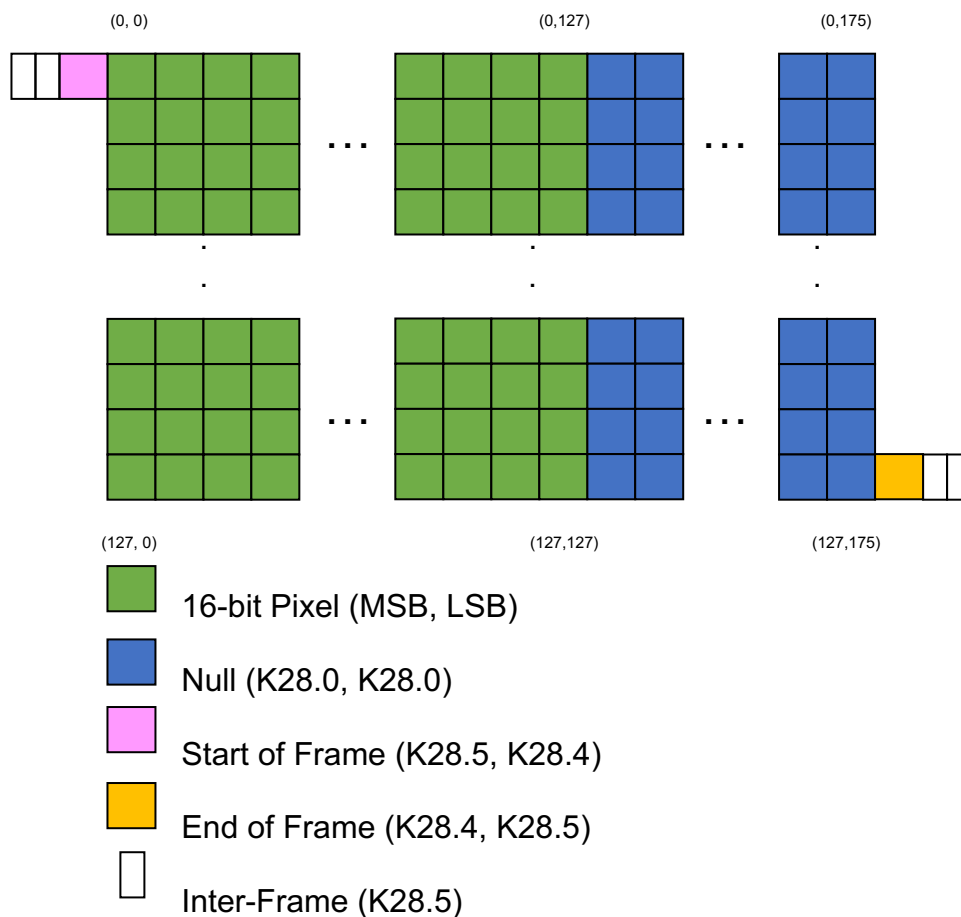 (0, 0) (0,127) (0,175)
...
...
...
...
(127, 0) (127,127) (127,175)
16-bit Pixel (MSB, LSB)
Null (K28.0, K28.0)
Start of Frame (K28.5, K28.4)
End of Frame (K28.4, K28.5)
Inter-Frame (K28.5)